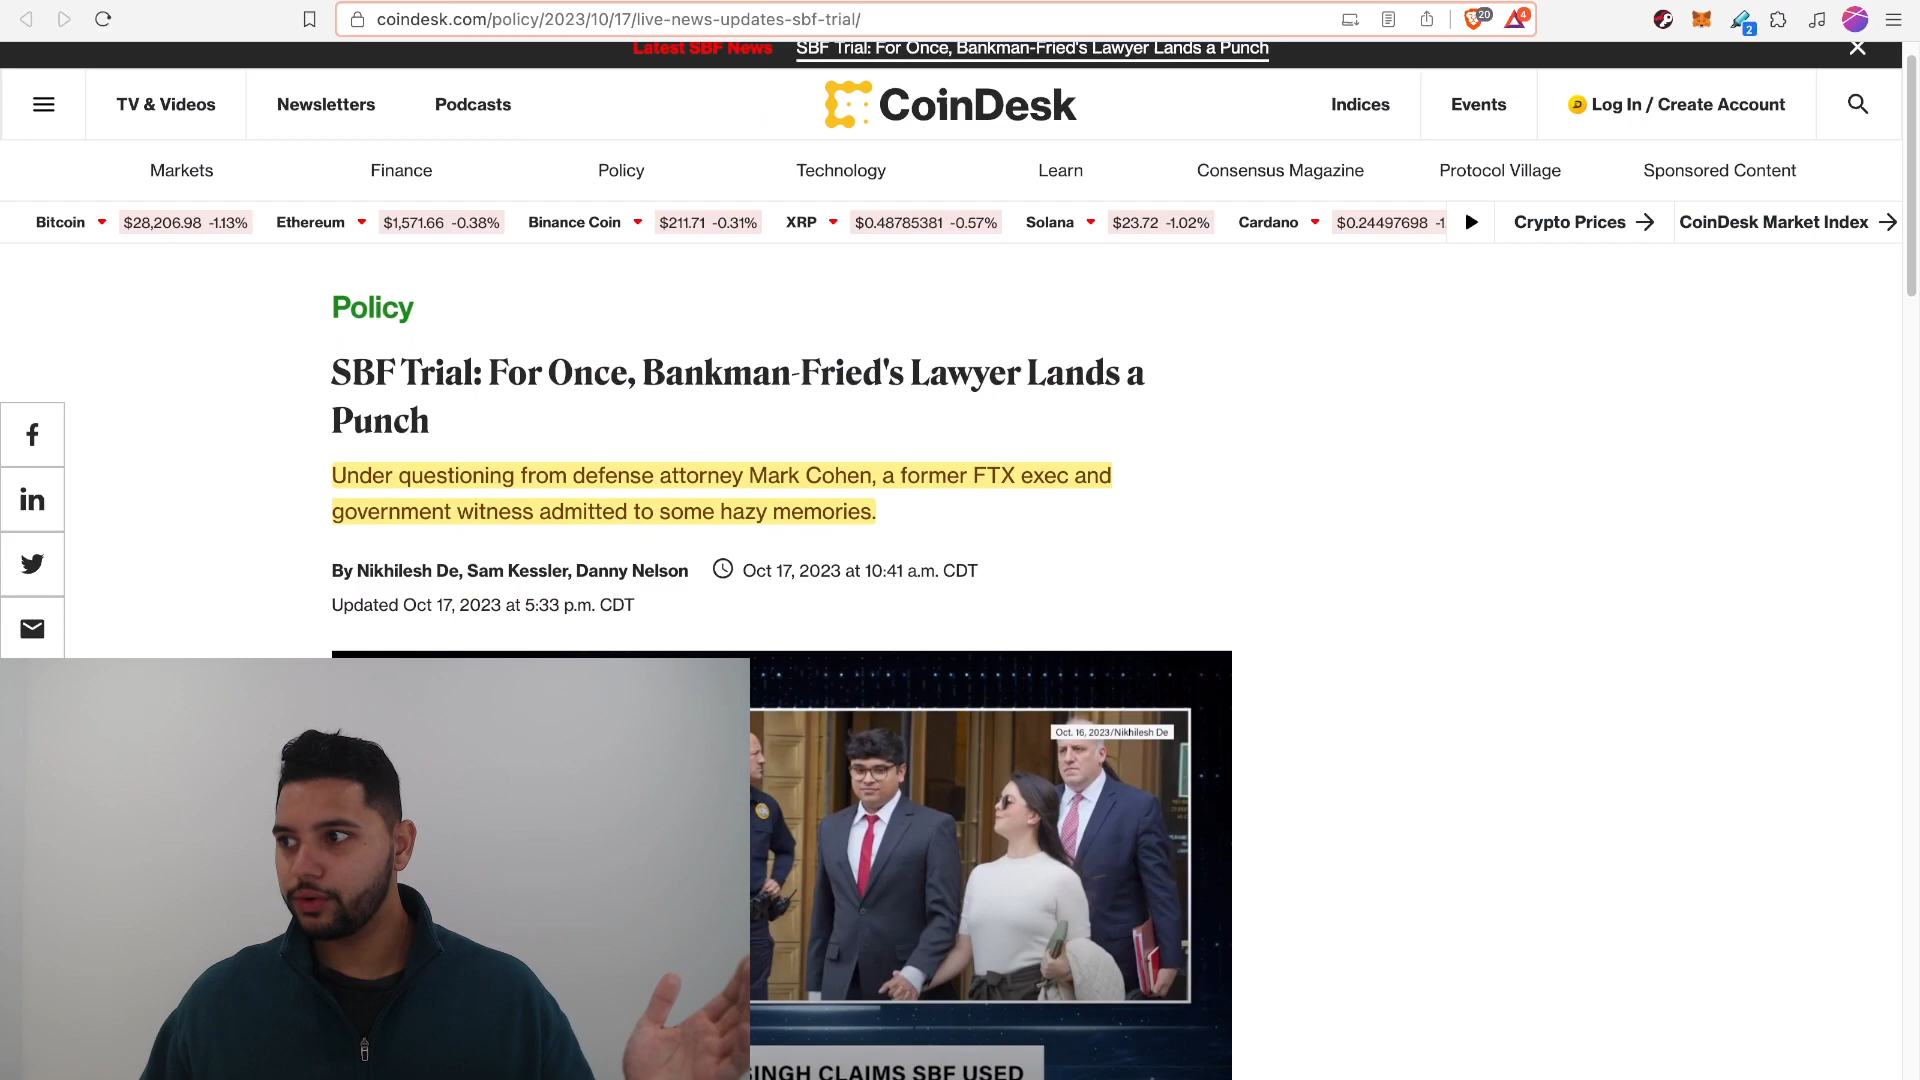 coindesk.com/policy/2023/10/17/live-news-updates-sbf-trial/
20
4
2
Latest SBF News SBF Trial: For Once, Bankman-Fried's Lawyer Lands a Punch
TV & Videos Newsletters Podcasts CoinDesk Indices Events Log In / Create Account
Markets Finance Policy Technology Learn Consensus Magazine Protocol Village Sponsored Content
Bitcoin $28,206.98 -1.13% Ethereum $1,571.66 -0.38% Binance Coin $211.71 -0.31% XRP $0.48785381 -0.57% Solana $23.72 -1.02% Cardano $0.24497698 -1 Crypto Prices CoinDesk Market Index
Policy
SBF Trial: For Once, Bankman-Fried's Lawyer Lands a
Punch
Under questioning from defense attorney Mark Cohen, a former FTX exec and
government witness admitted to some hazy memories.
By Nikhilesh De, Sam Kessler, Danny Nelson Oct 17, 2023 at 10:41 a.m. CDT
Updated Oct 17, 2023 at 5:33 p.m. CDT
Oct. 16, 2023/Nikhilesh De
SINGH CLAIMS SBF USED